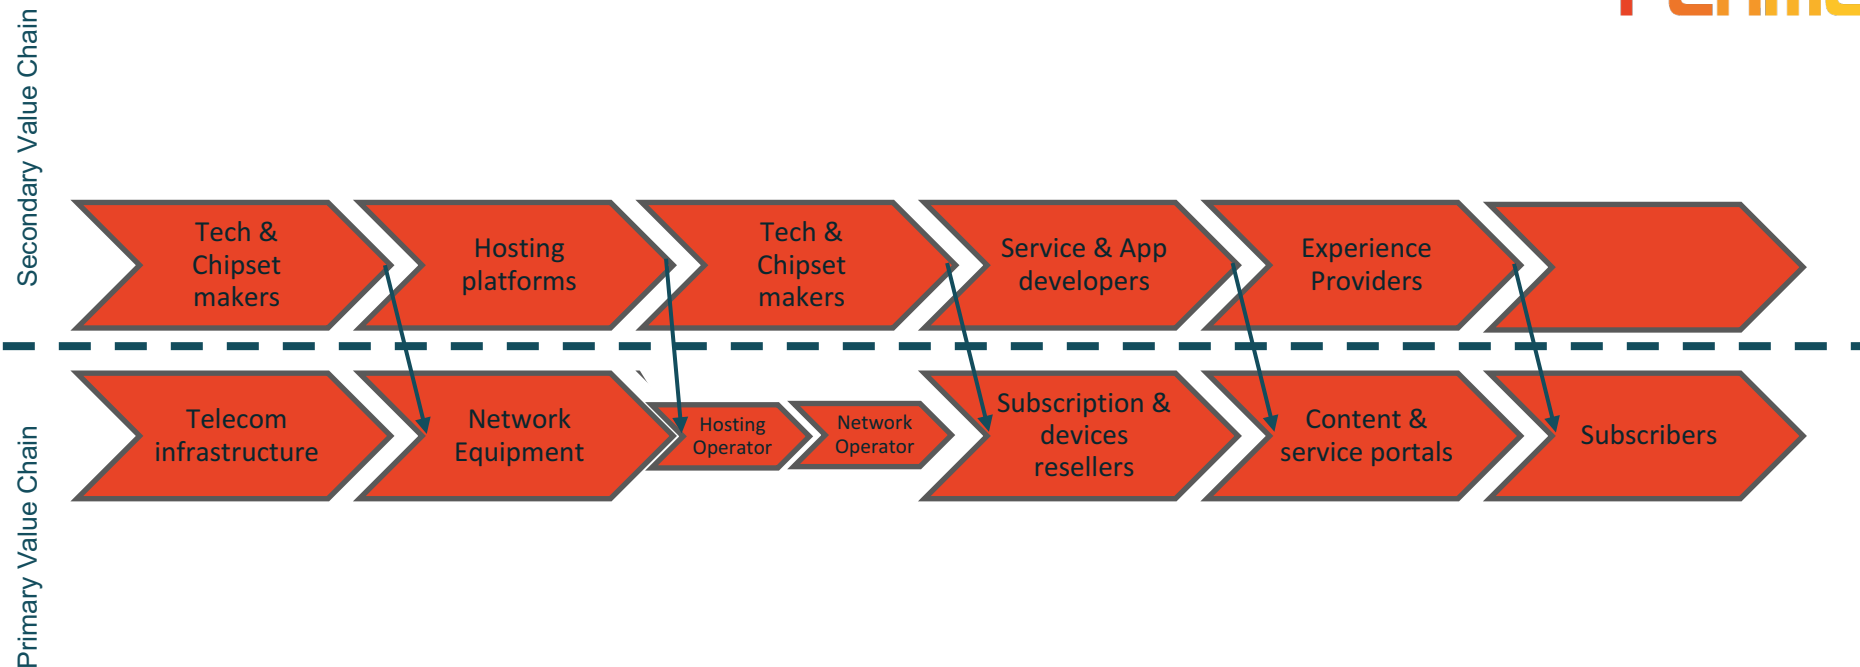 Secondary Value Chain
Tech &
Chipset
makers
Hosting
platforms
Tech &
Chipset
makers
Service & App
developers
Experience
Providers
Primary Value Chain
Telecom
infrastructure
Network
Equipment
Hosting
Operator
Network
Operator
Subscription &
devices
resellers
Content &
service portals
Subscribers